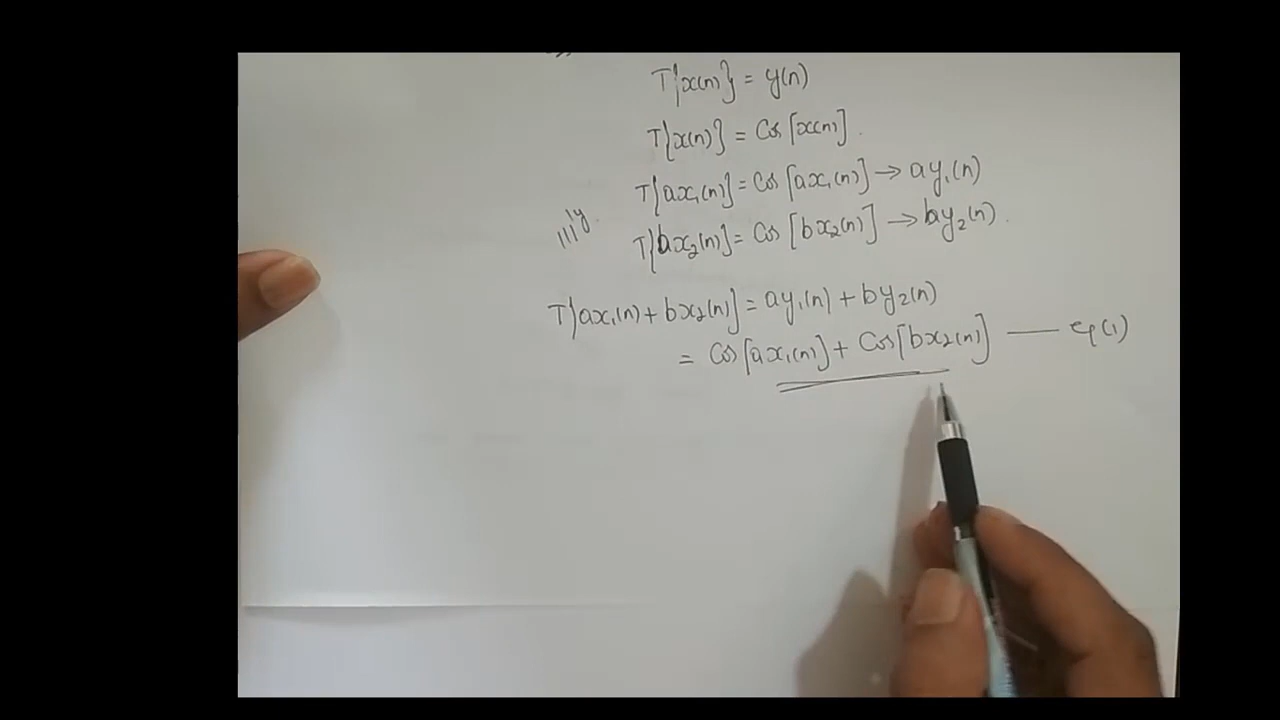 T{x(n)} = y(n)
T{x(n)} = Cos[x(n)].
T{ax₁(n)} = Cos[ax₁(n)] → ay₁(n)
|||ly. T{bx₂(n)} = Cos[bx₂(n)] → by₂(n).
T{ax₁(n) + bx₂(n)} = ay₁(n) + by₂(n)
= Cos[ax₁(n)] + Cos[bx₂(n)] — eq(1)